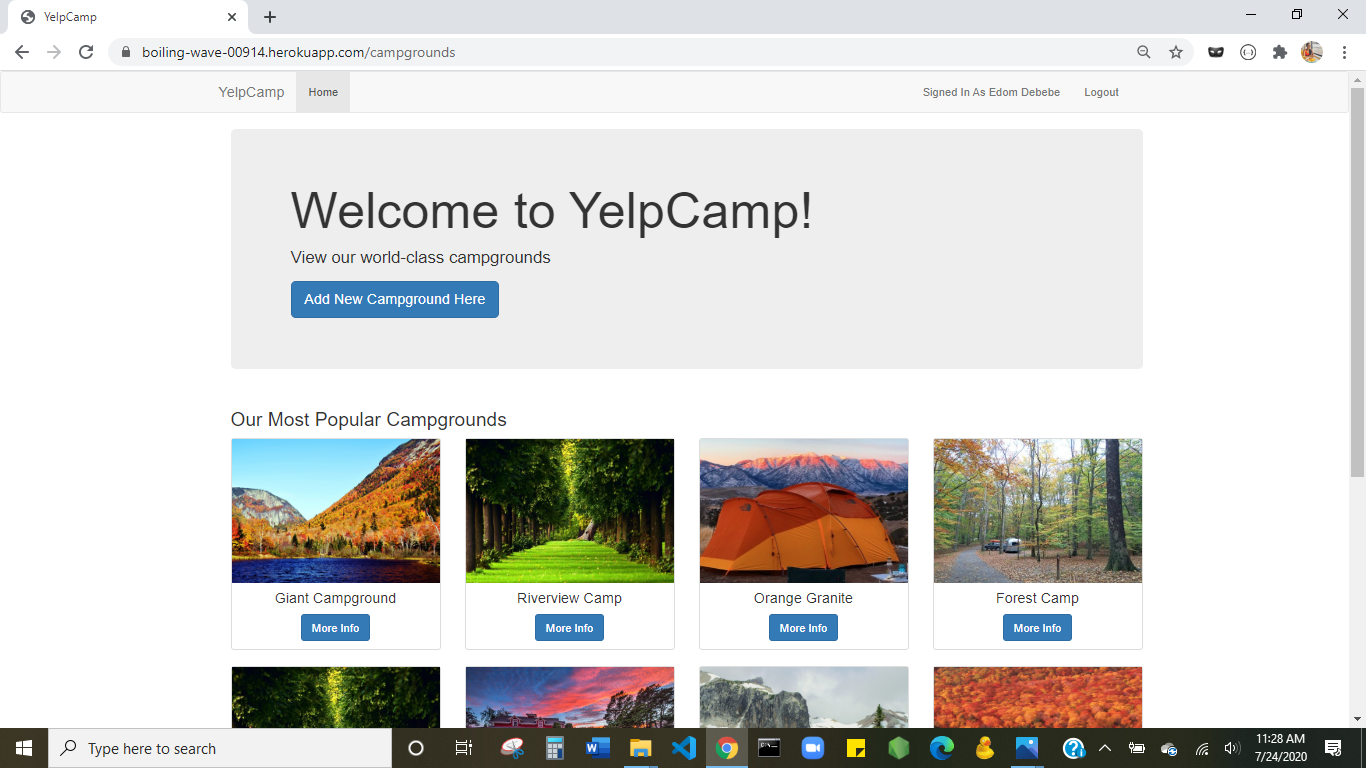 YelpCamp
boiling-wave-00914.herokuapp.com/campgrounds
YelpCamp
Home
Signed In As Edom Debebe
Logout
Welcome to YelpCamp!
View our world-class campgrounds
Add New Campground Here
Our Most Popular Campgrounds
Giant Campground
Riverview Camp
Orange Granite
Forest Camp
More Info
More Info
More Info
More Info
Type here to search
11:28 AM
7/24/2020